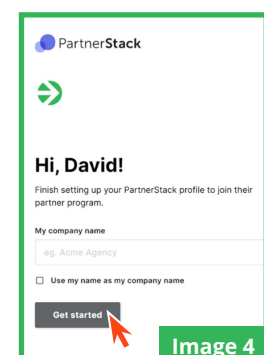 PartnerStack
Hi, David!
Finish setting up your PartnerStack profile to join their
partner program.
My company name
eg. Acme Agency
Use my name as my company name
Get started
Image 4